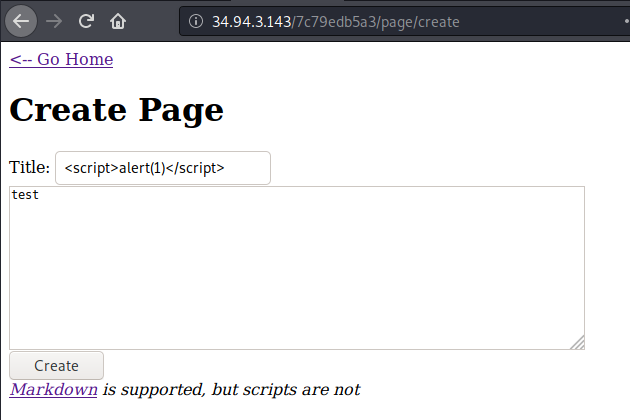 34.94.3.143/7c79edb5a3/page/create
<-- Go Home
Create Page
Title: <script>alert(1)</script>
test
Create
Markdown is supported, but scripts are not